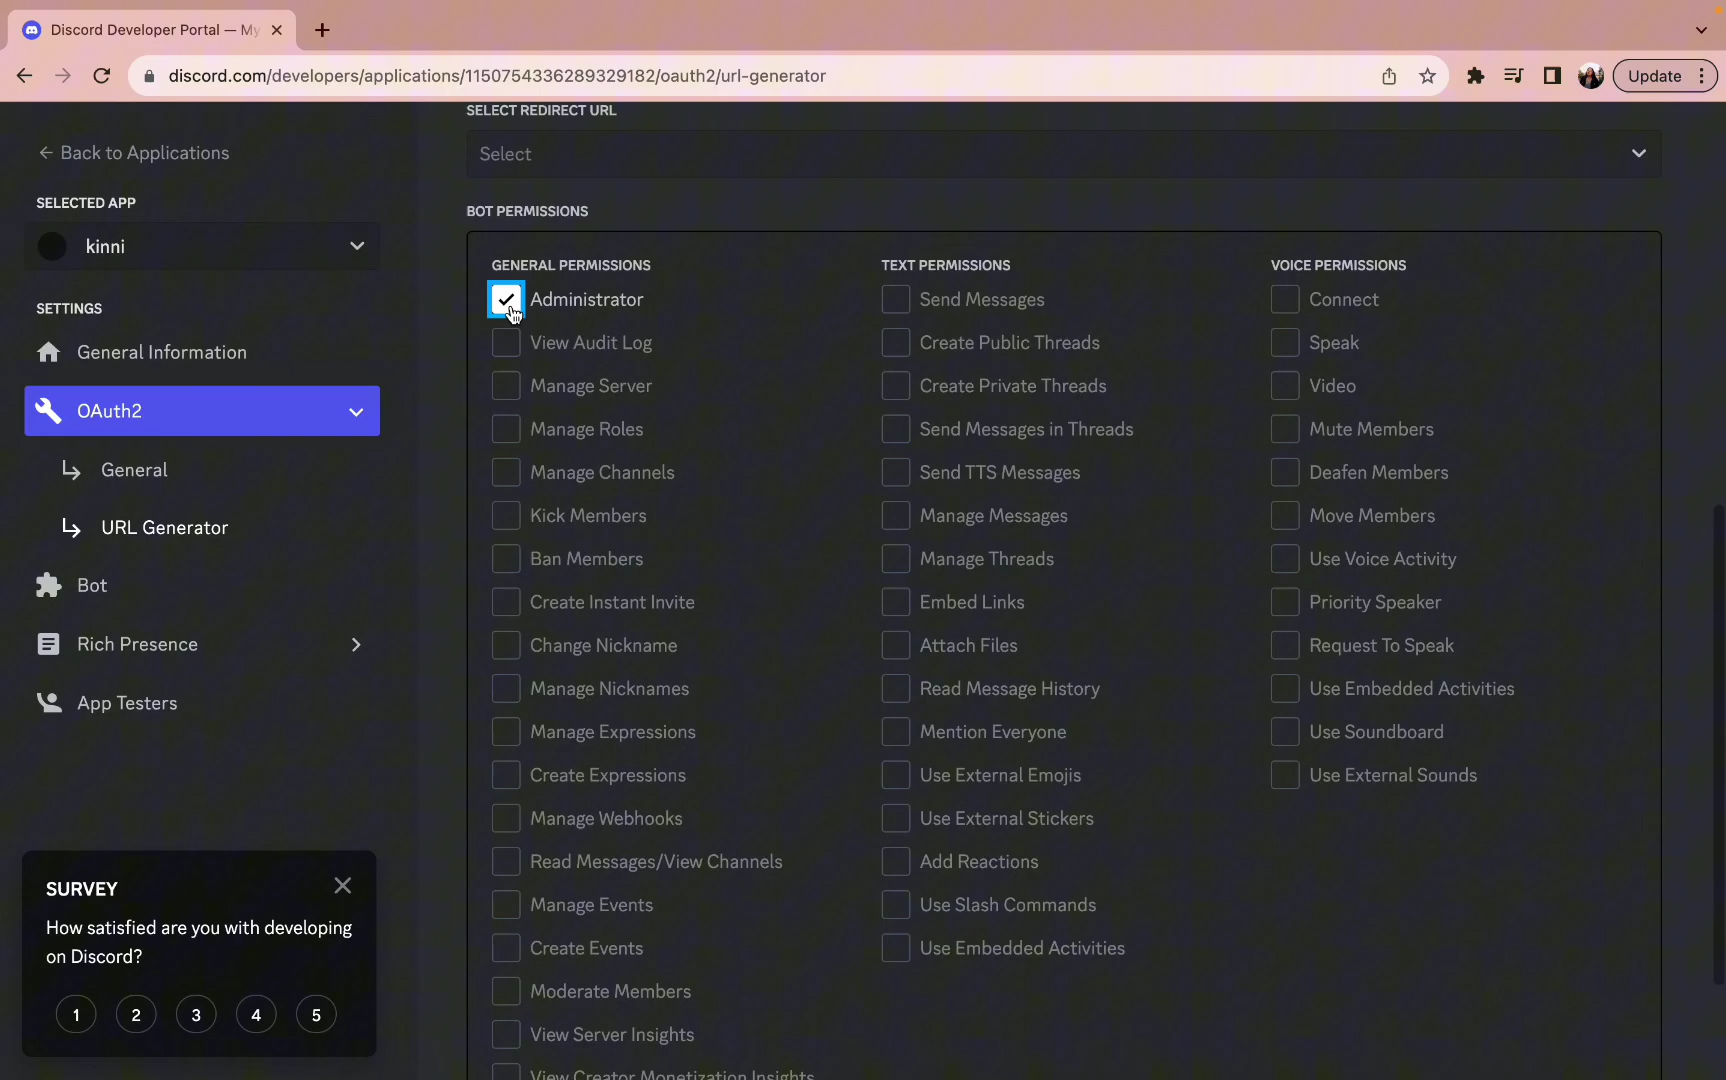 Discord Developer Portal — My
discord.com/developers/applications/1150754336289329182/oauth2/url-generator
Update
← Back to Applications
SELECTED APP
kinni
SETTINGS
General Information
OAuth2
General
URL Generator
Bot
Rich Presence
App Testers
SURVEY
How satisfied are you with developing
on Discord?
1 2 3 4 5
SELECT REDIRECT URL
Select
BOT PERMISSIONS
GENERAL PERMISSIONS
Administrator
View Audit Log
Manage Server
Manage Roles
Manage Channels
Kick Members
Ban Members
Create Instant Invite
Change Nickname
Manage Nicknames
Manage Expressions
Create Expressions
Manage Webhooks
Read Messages/View Channels
Manage Events
Create Events
Moderate Members
View Server Insights
View Creator Monetization Insights
TEXT PERMISSIONS
Send Messages
Create Public Threads
Create Private Threads
Send Messages in Threads
Send TTS Messages
Manage Messages
Manage Threads
Embed Links
Attach Files
Read Message History
Mention Everyone
Use External Emojis
Use External Stickers
Add Reactions
Use Slash Commands
Use Embedded Activities
VOICE PERMISSIONS
Connect
Speak
Video
Mute Members
Deafen Members
Move Members
Use Voice Activity
Priority Speaker
Request To Speak
Use Embedded Activities
Use Soundboard
Use External Sounds